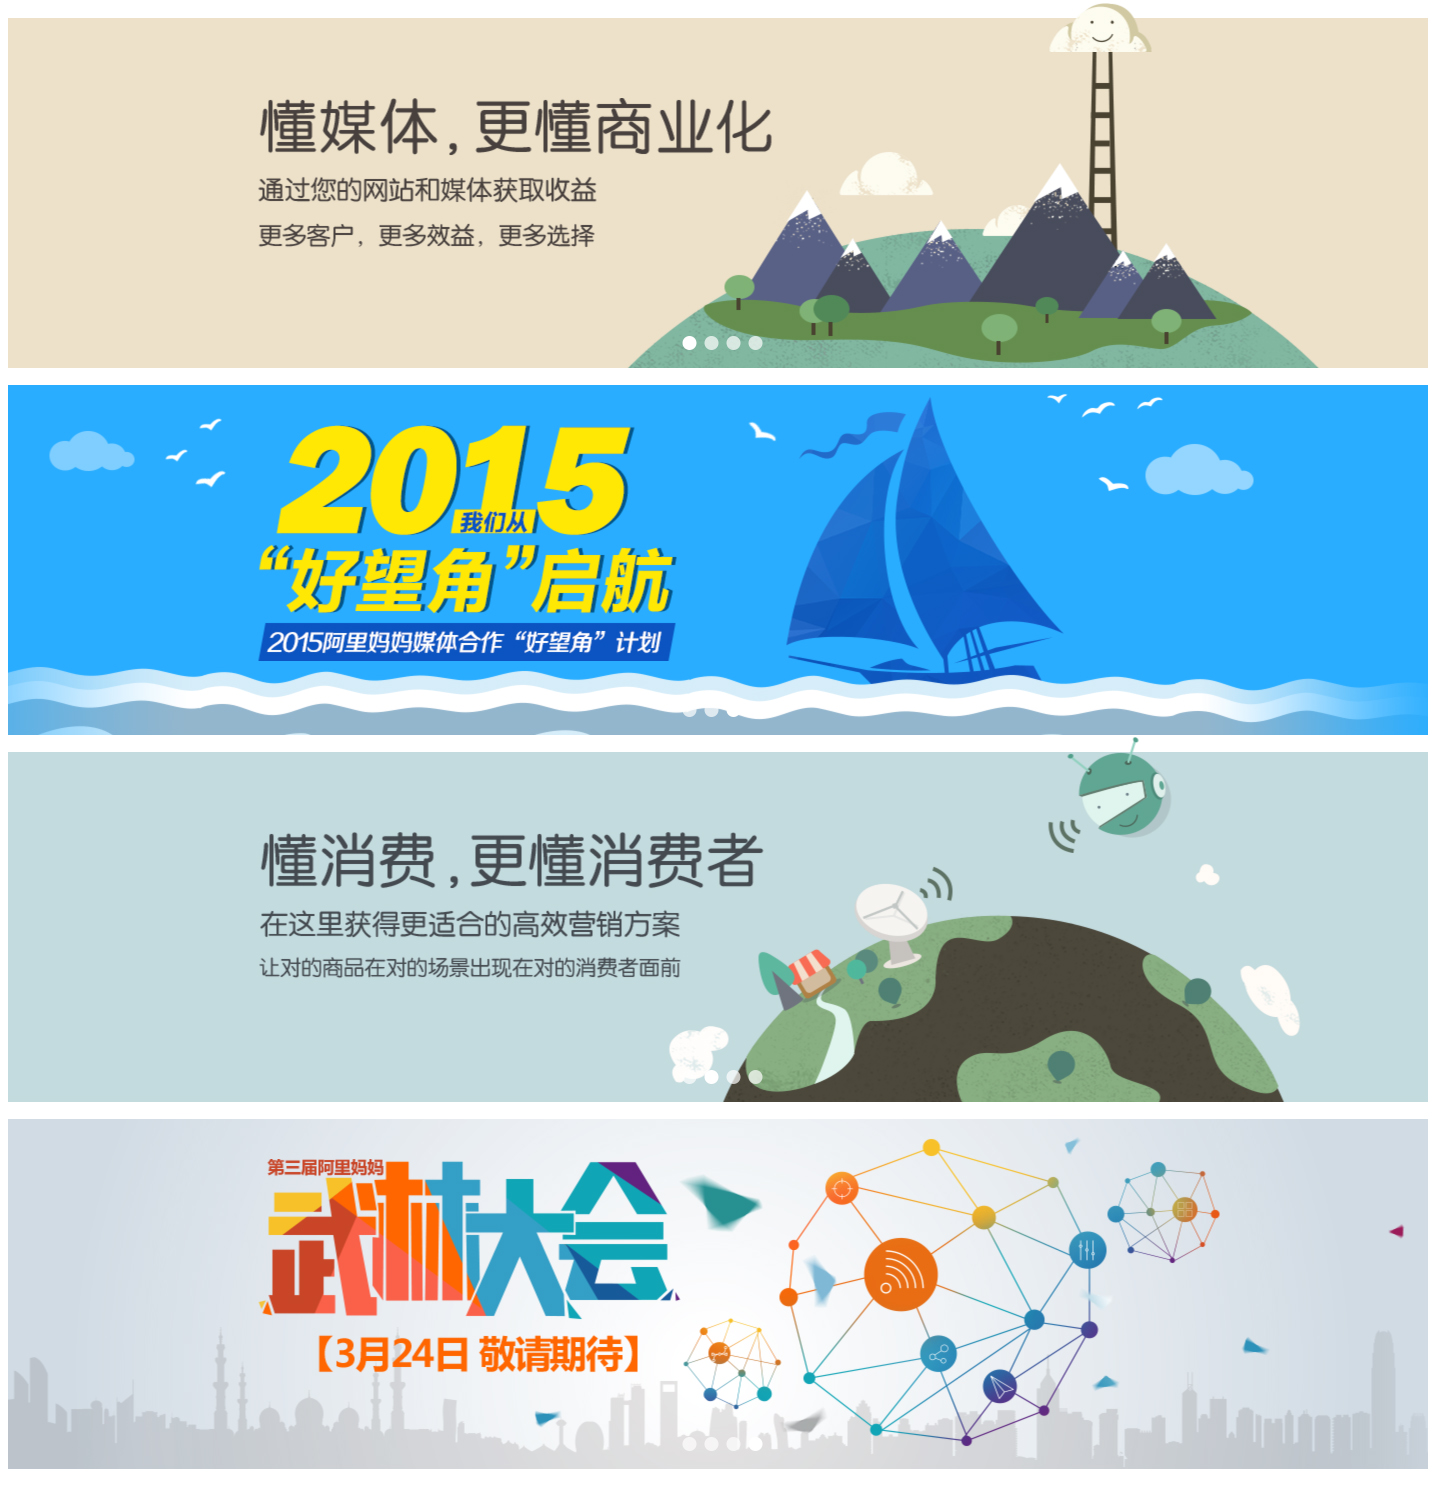 懂媒体,更懂商业化
通过您的网站和媒体获取收益
更多客户，更多效益，更多选择
2015
我们从
“好望角”启航
2015阿里妈妈媒体合作“好望角”计划
懂消费,更懂消费者
在这里获得更适合的高效营销方案
让对的商品在对的场景出现在对的消费者面前
第三届阿里妈妈
武林大会
【3月24日 敬请期待】